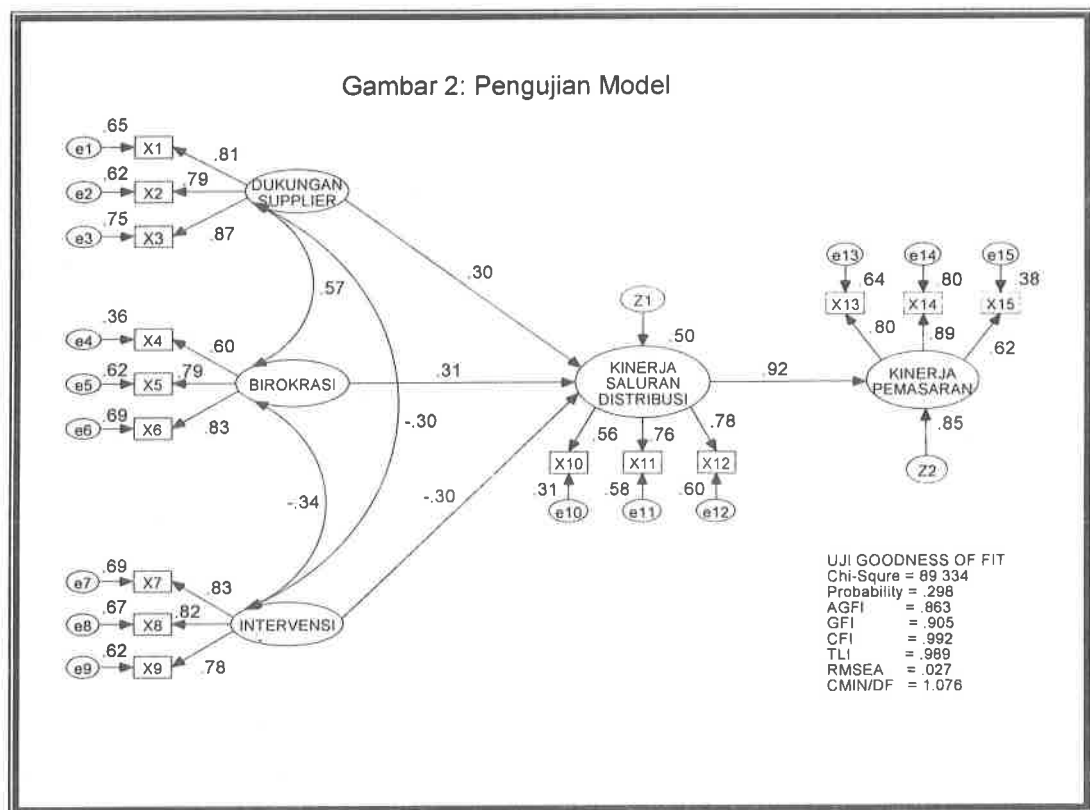 Gambar 2: Pengujian Model
.65
e1
X1
.81
.62
e2
X2
.79
.75
e3
X3
.87
DUKUNGAN
SUPPLIER
.57
.30
-.30
.36
e4
X4
.60
.62
e5
X5
.79
.69
e6
X6
.83
BIROKRASI
.31
-.34
-.30
.69
e7
X7
.83
.67
e8
X8
.82
.62
e9
X9
.78
INTERVENSI
Z1
.50
KINERJA
SALURAN
DISTRIBUSI
.92
.56
.76
.78
X10
X11
X12
.31
.58
.60
e10
e11
e12
e13
e14
e15
.64
.80
.38
X13
X14
X15
.80
.89
.62
KINERJA
PEMASARAN
.85
Z2
UJI GOODNESS OF FIT
Chi-Squre = 89 334
Probability = .298
AGFI = .863
GFI = .905
CFI = .992
TLI = .989
RMSEA = .027
CMIN/DF = 1.076